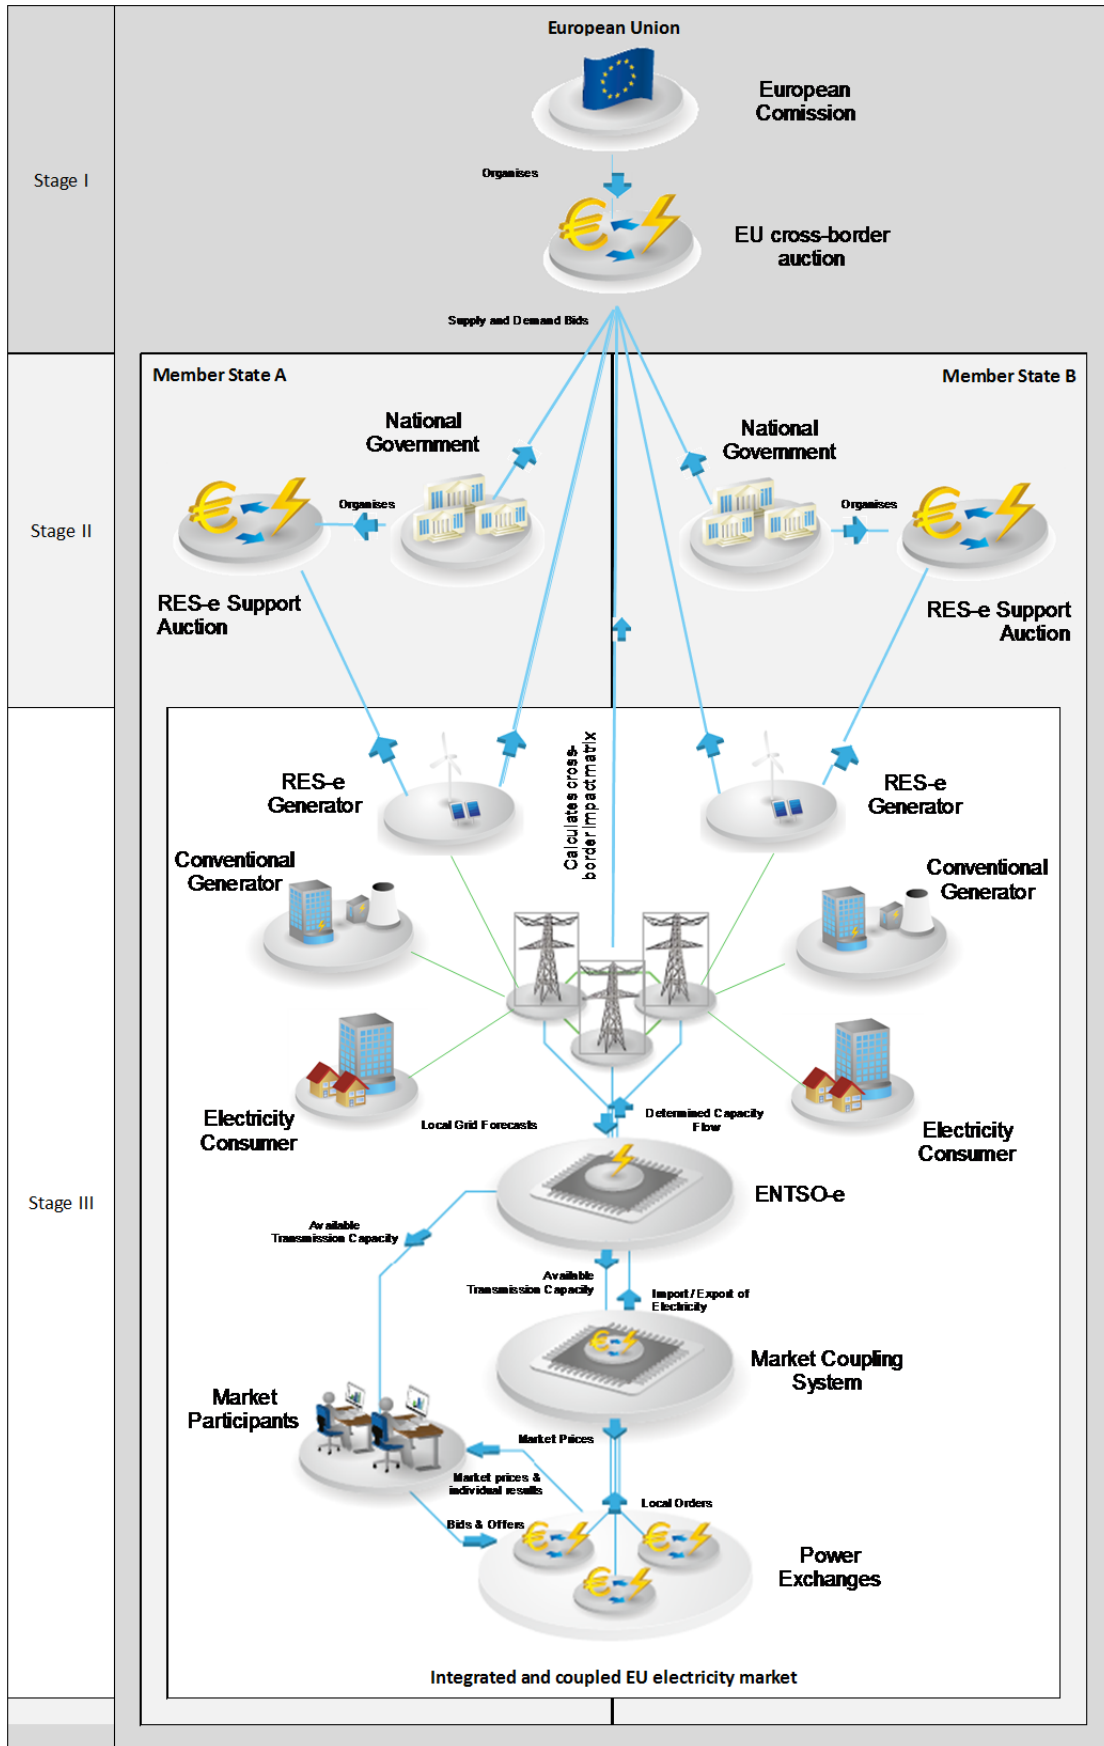 European Union
European
Comission
Organises
Stage I
EU cross-border
auction
Supply and Demand Bids
Member State A
Member State B
National
Government
National
Government
Organises
Organises
Stage II
RES-e Support
Auction
RES-e Support
Auction
Calculates cross-
border impact matrix
RES-e
Generator
RES-e
Generator
Conventional
Generator
Conventional
Generator
Electricity
Consumer
Electricity
Consumer
Local Grid Forecasts
Determined Capacity
Flow
Stage III
ENTSO-e
Available
Transmission Capacity
Available
Transmission Capacity
Import / Export of
Electricity
Market Coupling
System
Market
Participants
Market Prices
Market prices &
individual results
Local Orders
Bids & Offers
Power
Exchanges
Integrated and coupled EU electricity market